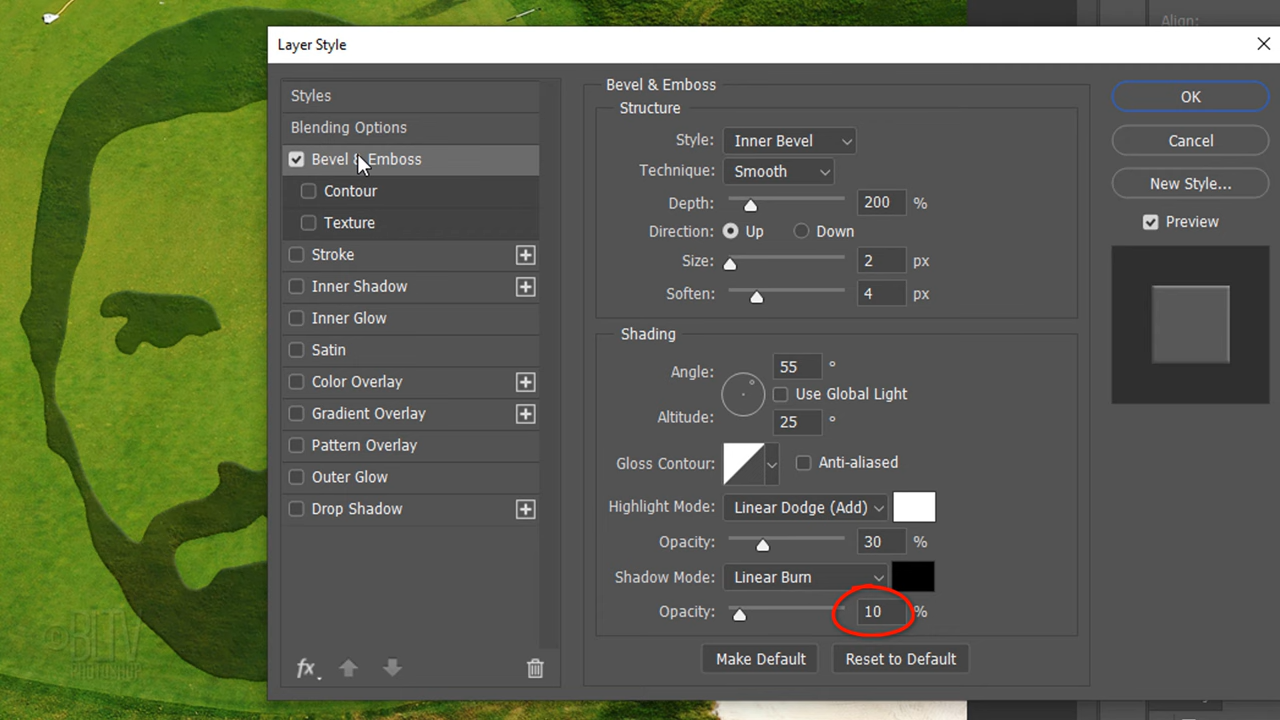 Align:
Layer Style
Styles
Blending Options
Bevel & Emboss
Contour
Texture
Stroke
Inner Shadow
Inner Glow
Satin
Color Overlay
Gradient Overlay
Pattern Overlay
Outer Glow
Drop Shadow
fx
Bevel & Emboss
Structure
Style: Inner Bevel
Technique: Smooth
Depth: 200 %
Direction: Up Down
Size: 2 px
Soften: 4 px
Shading
Angle: 55 °
Use Global Light
Altitude: 25 °
Gloss Contour: Anti-aliased
Highlight Mode: Linear Dodge (Add)
Opacity: 30 %
Shadow Mode: Linear Burn
Opacity: 10 %
Make Default Reset to Default
OK
Cancel
New Style...
Preview
©BLTV
PHOTOSHOP